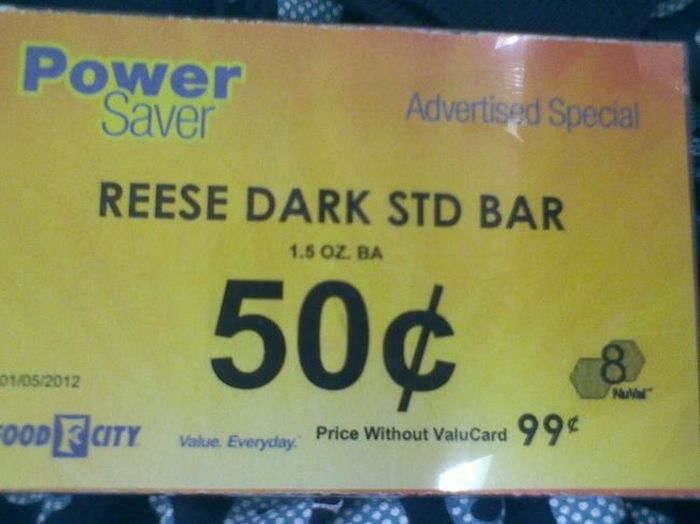 Power
Saver
Advertised Special
REESE DARK STD BAR
1.5 OZ. BA
50¢
01/05/2012
8
NuVal™
FOOD CITY
Value. Everyday.
Price Without ValuCard 99¢